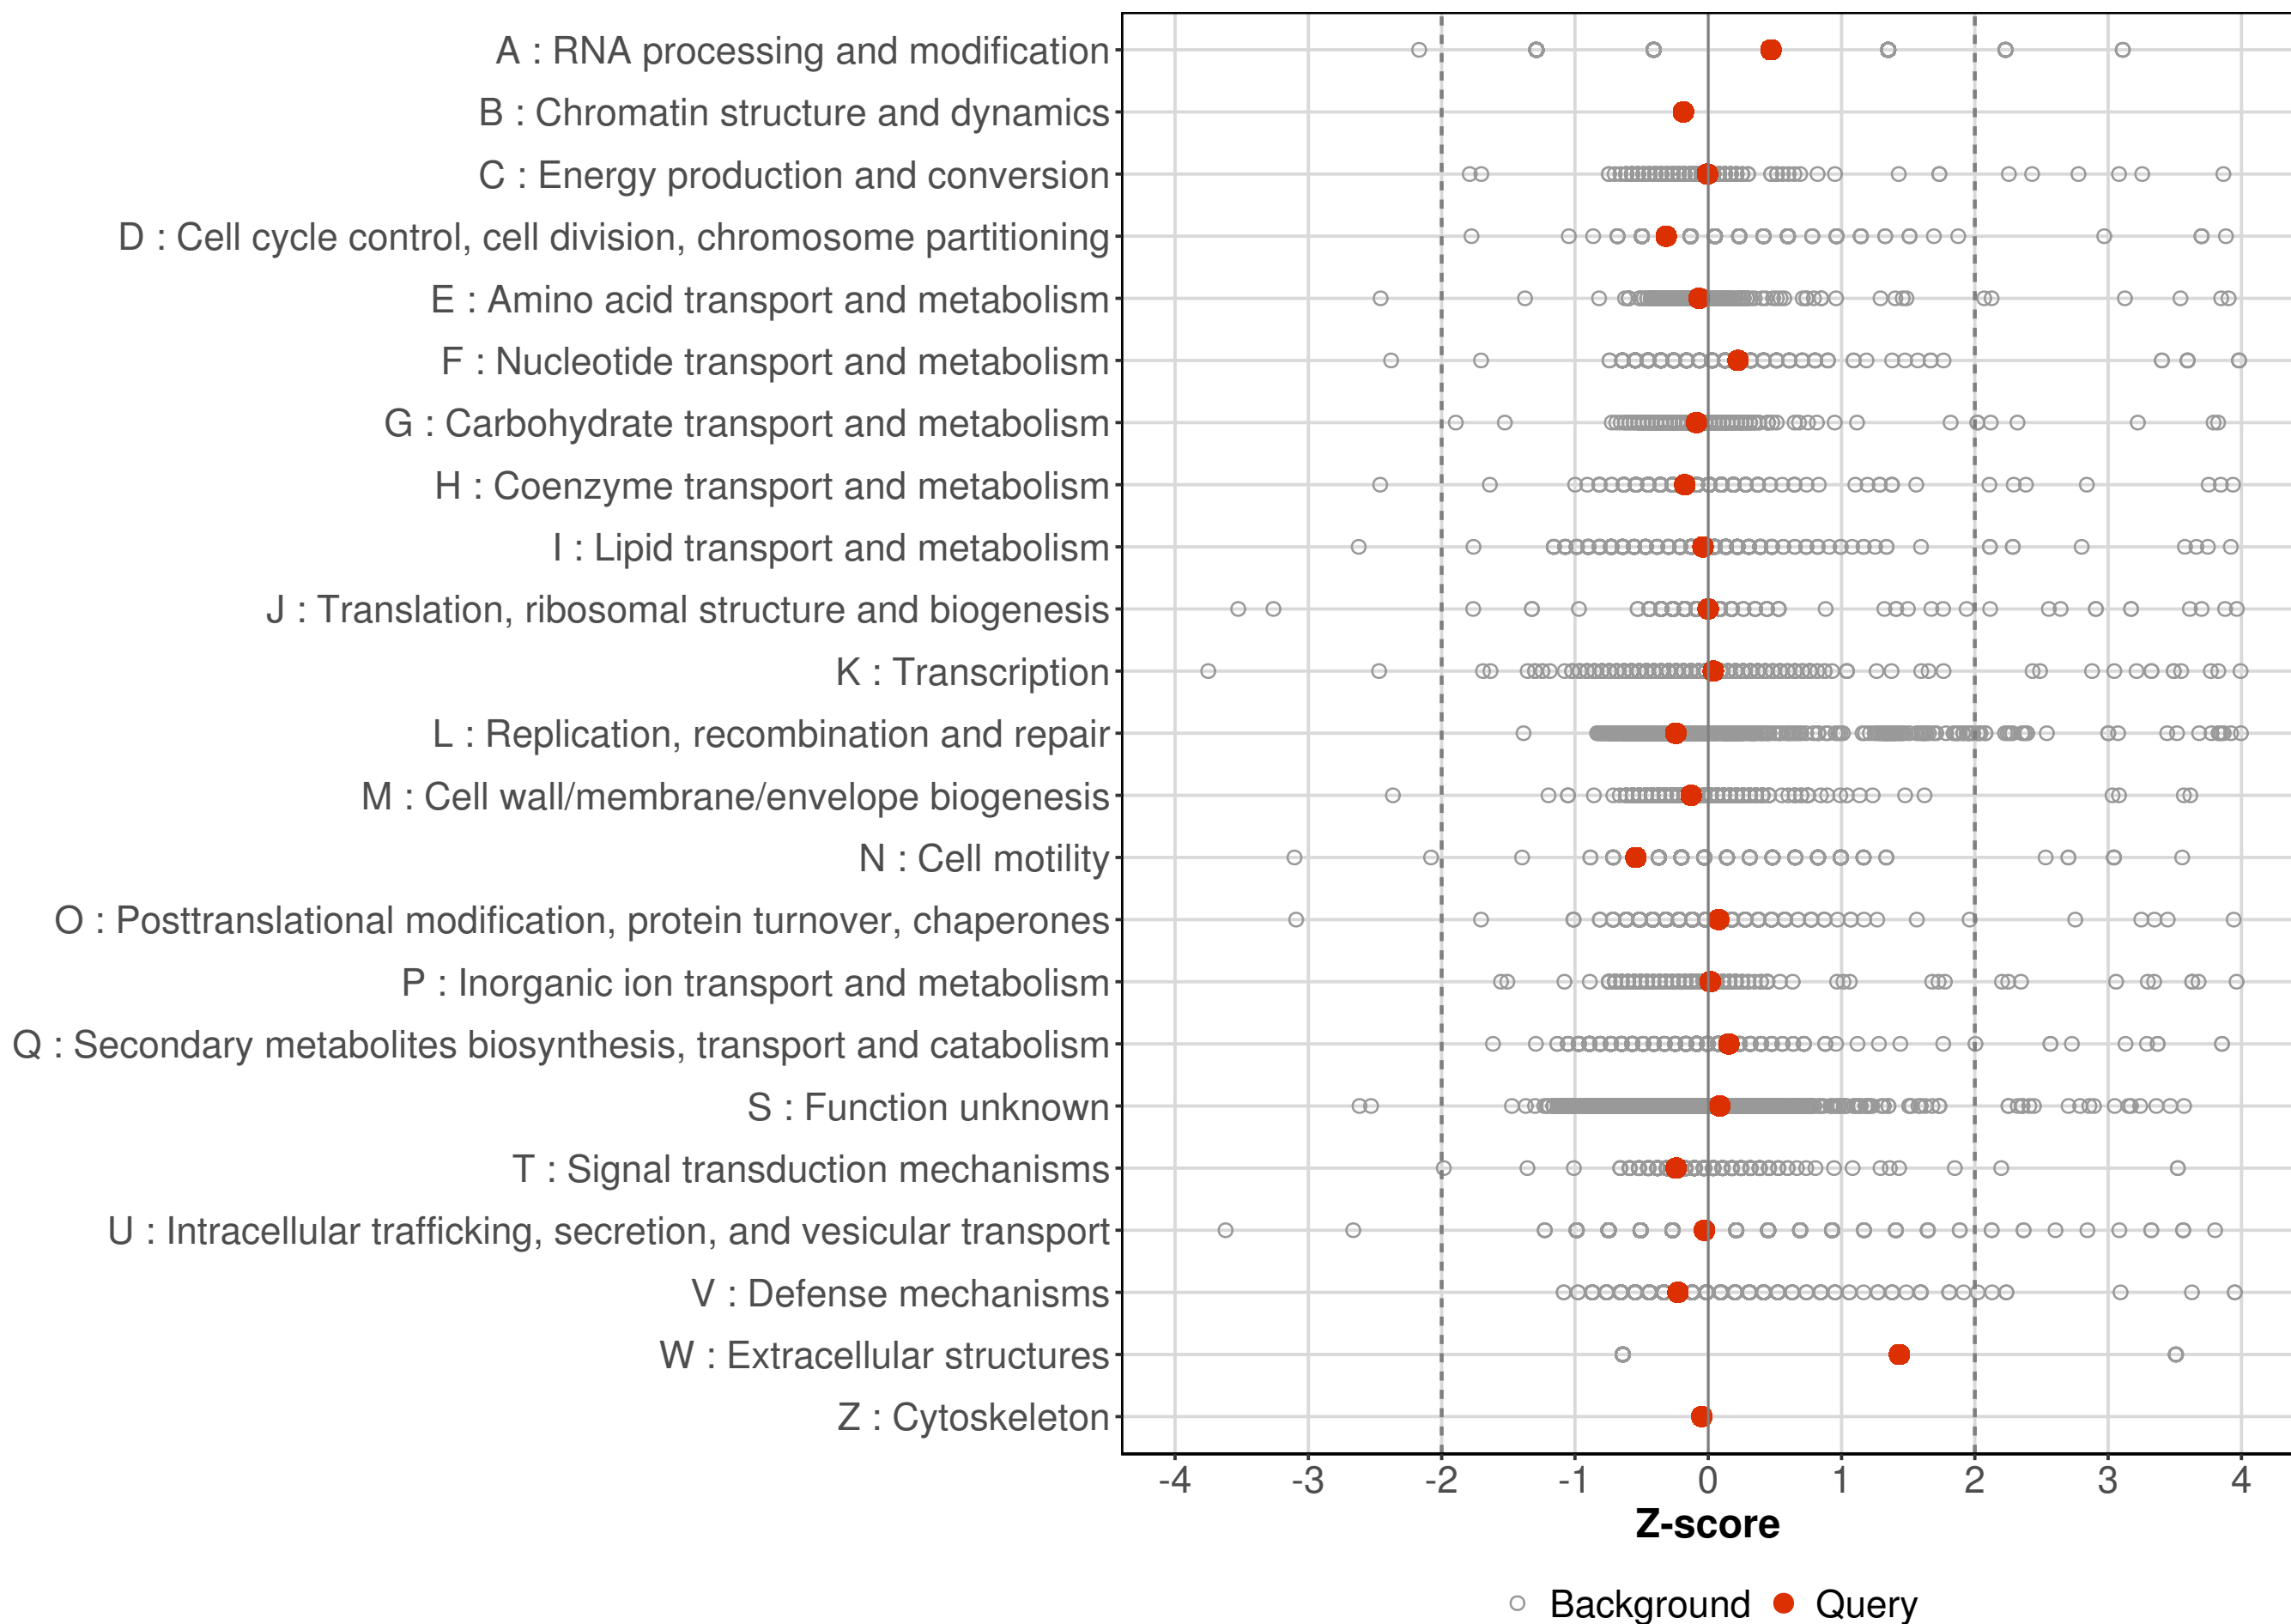 A : RNA processing and modification
B : Chromatin structure and dynamics
C : Energy production and conversion
D : Cell cycle control, cell division, chromosome partitioning
E : Amino acid transport and metabolism
F : Nucleotide transport and metabolism
G : Carbohydrate transport and metabolism
H : Coenzyme transport and metabolism
I : Lipid transport and metabolism
J : Translation, ribosomal structure and biogenesis
K : Transcription
L : Replication, recombination and repair
M : Cell wall/membrane/envelope biogenesis
N : Cell motility
O : Posttranslational modification, protein turnover, chaperones
P : Inorganic ion transport and metabolism
Q : Secondary metabolites biosynthesis, transport and catabolism
S : Function unknown
T : Signal transduction mechanisms
U : Intracellular trafficking, secretion, and vesicular transport
V : Defense mechanisms
W : Extracellular structures
Z : Cytoskeleton
-4 -3 -2 -1 0 1 2 3 4
Z-score
Background Query